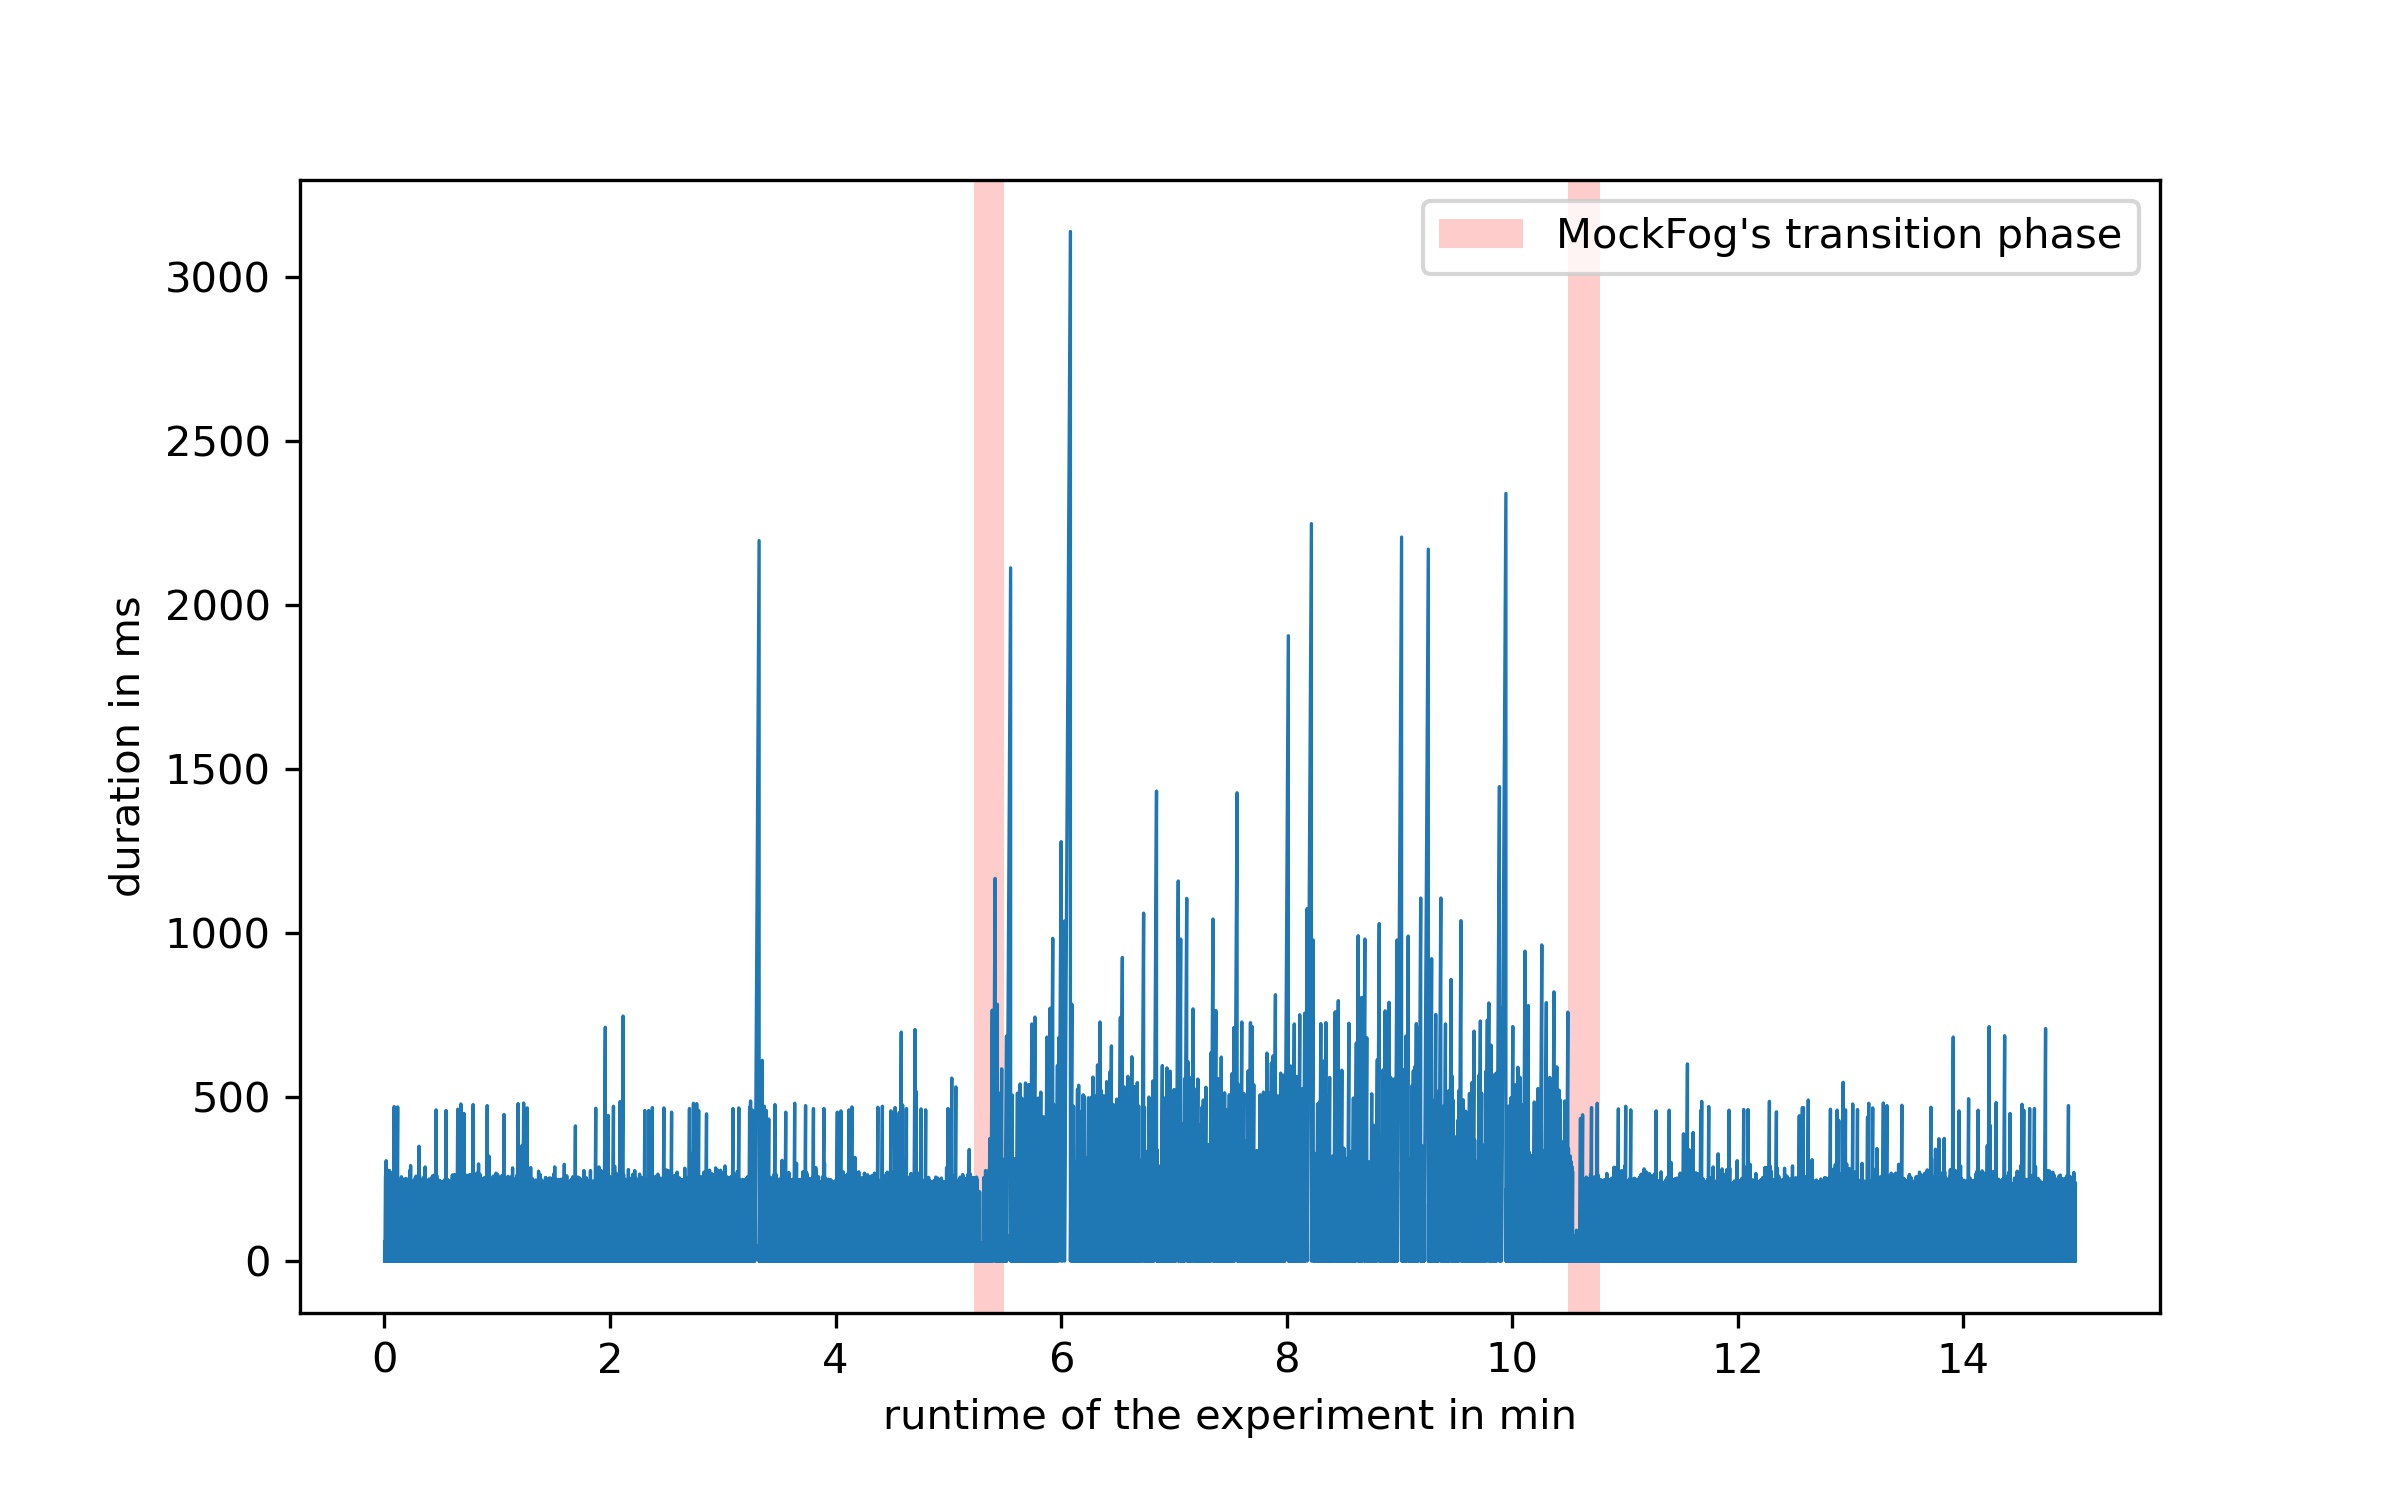 MockFog's transition phase
3000
2500
2000
1500
1000
500
0
duration in ms
0 2 4 6 8 10 12 14
runtime of the experiment in min